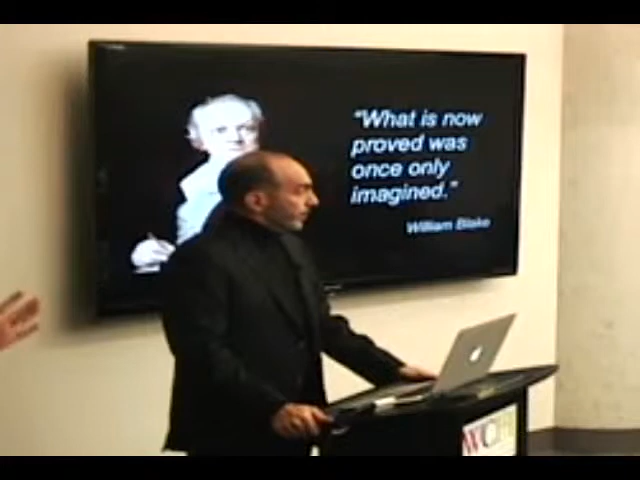 "What is now
proved was
once only
imagined."
William Blake